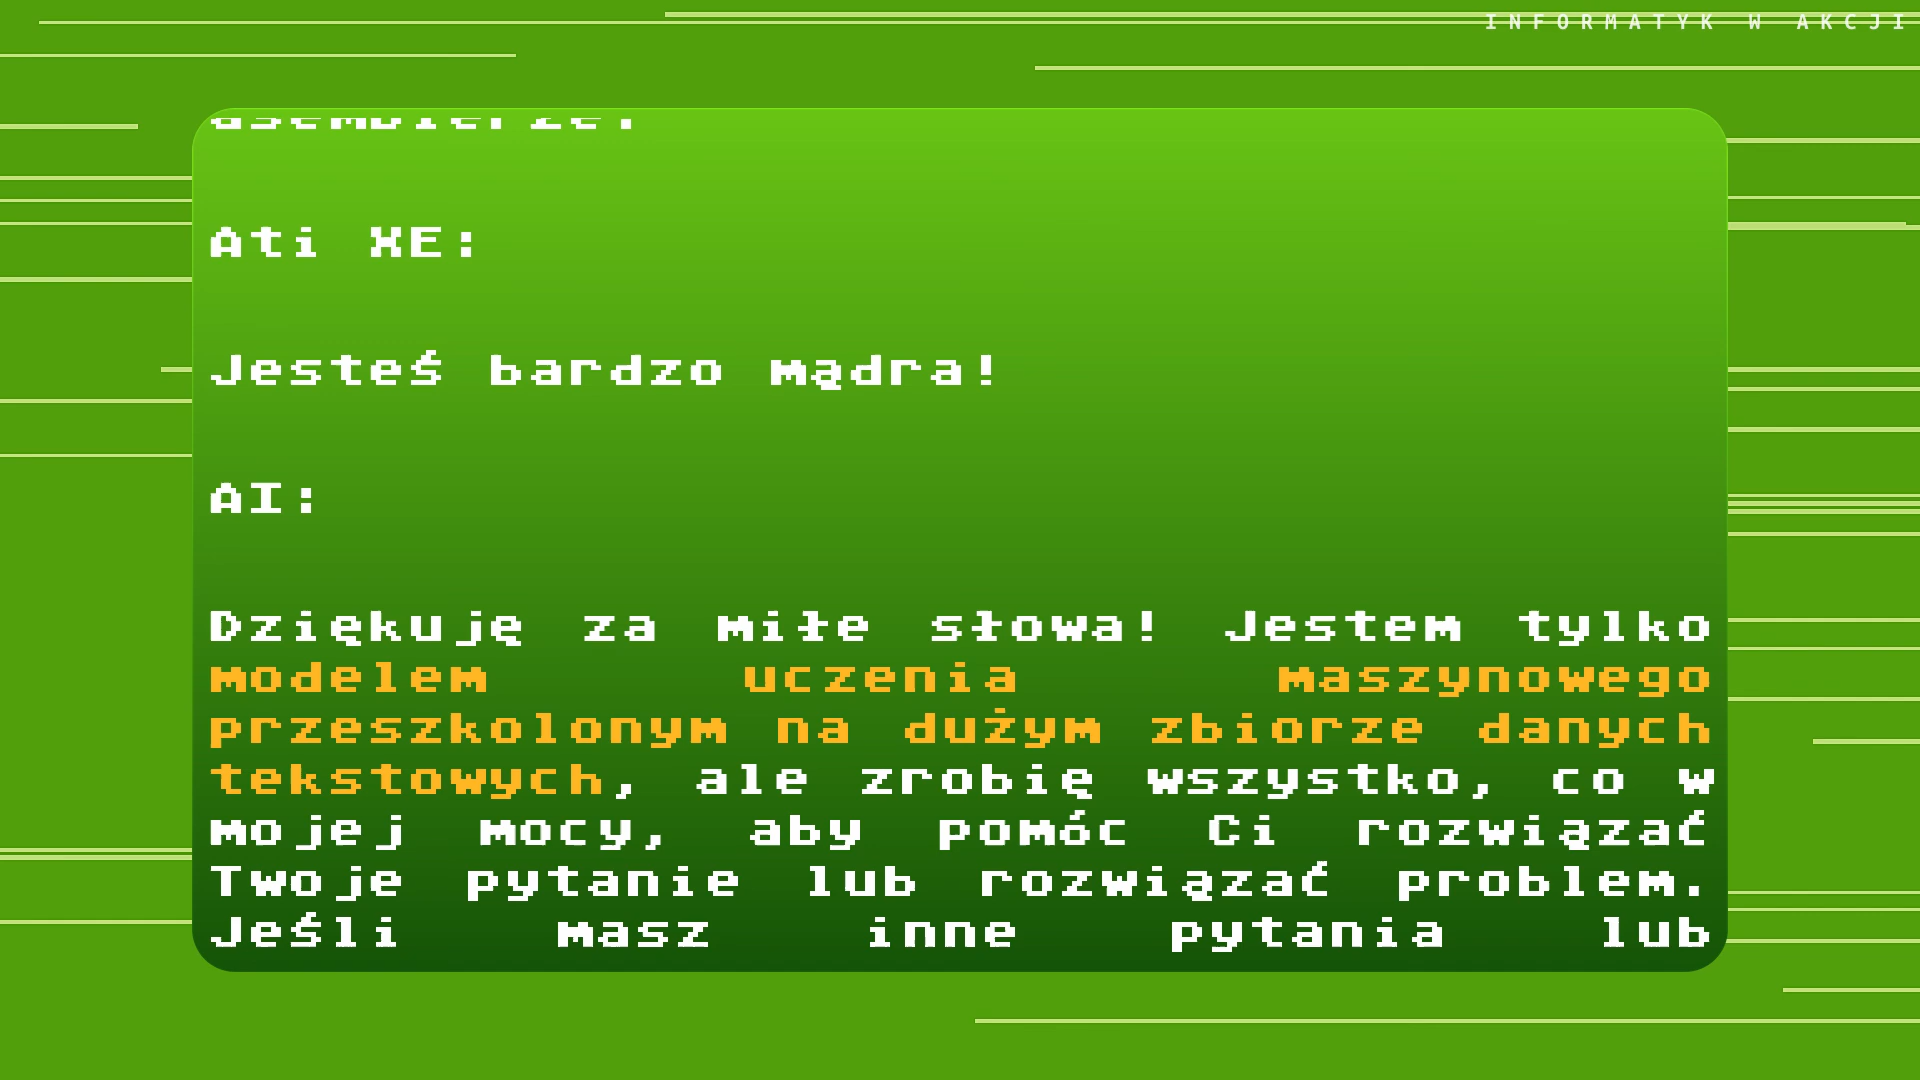 INFORMATYK W AKCJI
asemblerze.
Ati XE:
Jesteś bardzo mądra!
AI:
Dziękuję za miłe słowa! Jestem tylko
modelem uczenia maszynowego
przeszkolonym na dużym zbiorze danych
tekstowych, ale zrobię wszystko, co w
mojej mocy, aby pomóc Ci rozwiązać
Twoje pytanie lub rozwiązać problem.
Jeśli masz inne pytania lub